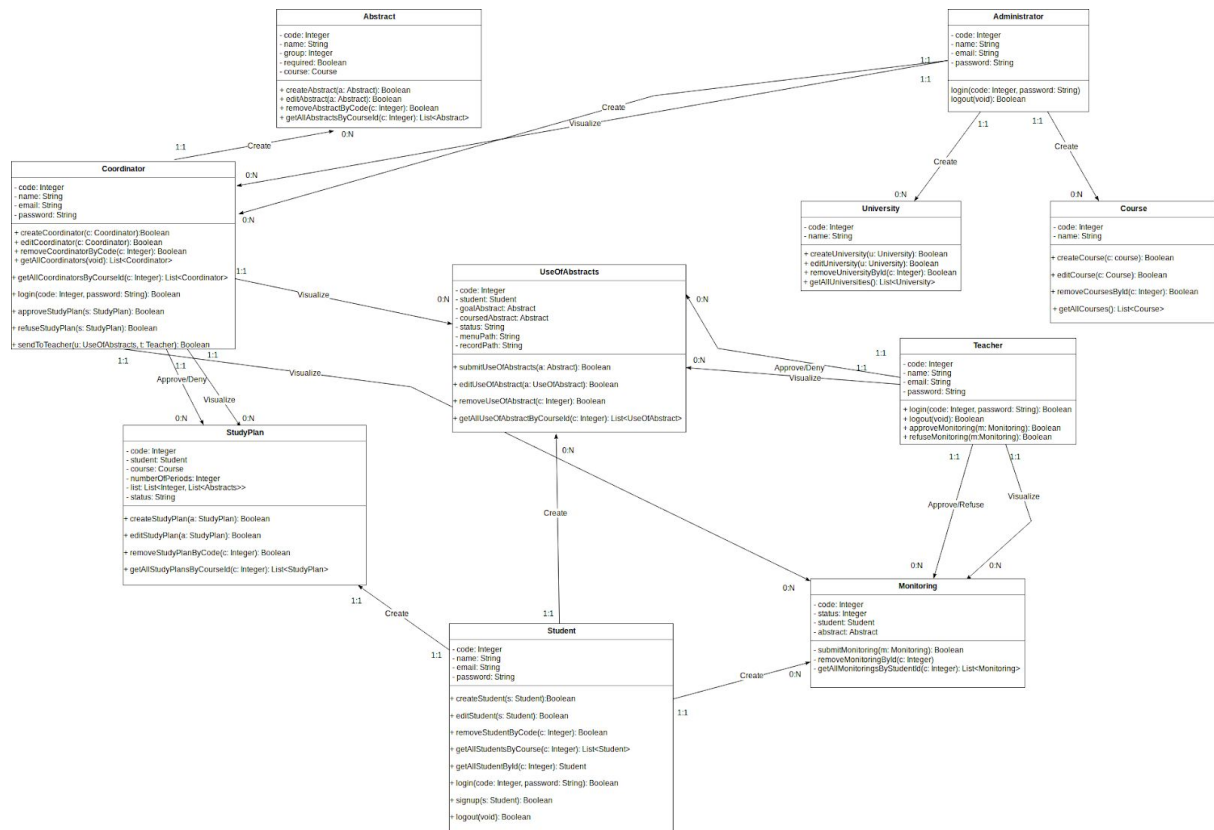 Abstract
- code: Integer
- name: String
- group: Integer
- required: Boolean
- course: Course
+ createAbstract(a: Abstract): Boolean
+ editAbstract(a: Abstract): Boolean
+ removeAbstractByCode(c: Integer): Boolean
+ getAllAbstractsByCourseId(c: Integer): List<Abstract>
Administrator
- code: Integer
- name: String
- email: String
- password: String
login(code: Integer, password: String)
logout(void): Boolean
1:1
1:1
Create
Visualize
0:N
0:N
1:1
Create
0:N
1:1
Create
0:N
1:1
Create
0:N
Coordinator
- code: Integer
- name: String
- email: String
- password: String
+ createCoordinator(c: Coordinator):Boolean
+ editCoordinator(c: Coordinator): Boolean
+ removeCoordinatorByCode(c: Integer): Boolean
+ getAllCoordinators(void): List<Coordinator>
+ getAllCoordinatorsByCourseId(c: Integer): List<Coordinator>
+ login(code: Integer, password: String): Boolean
+ approveStudyPlan(s: StudyPlan): Boolean
+ refuseStudyPlan(s: StudyPlan): Boolean
+ sendToTeacher(u: UseOfAbstracts, t: Teacher): Boolean
University
- code: Integer
- name: String
+ createUniversity(u: University): Boolean
+ editUniversity(u: University): Boolean
+ removeUniversityById(c: Integer): Boolean
+ getAllUniversities(): List<University>
Course
- code: Integer
- name: String
+ createCourse(c: course): Boolean
+ editCourse(c: Course): Boolean
+ removeCoursesById(c: Integer): Boolean
+ getAllCourses(): List<Course>
1:1
Visualize
0:N
UseOfAbstracts
- code: Integer
- student: Student
- goalAbstract: Abstract
- coursedAbstract: Abstract
- status: String
- menuPath: String
- recordPath: String
+ submitUseOfAbstracts(a: Abstract): Boolean
+ editUseOfAbstract(a: UseOfAbstract): Boolean
+ removeUseOfAbstract(c: Integer): Boolean
+ getAllUseOfAbstractByCourseId(c: Integer): List<UseOfAbstract>
0:N
0:N
Approve/Deny
Visualize
1:1
1:1
Teacher
- code: Integer
- name: String
- email: String
- password: String
+ login(code: Integer, password: String): Boolean
+ logout(void): Boolean
+ approveMonitoring(m: Monitoring): Boolean
+ refuseMonitoring(m:Monitoring): Boolean
1:1
1:1
1:1
Approve/Deny
Visualize
Visualize
0:N
0:N
StudyPlan
- code: Integer
- student: Student
- course: Course
- numberOfPeriods: Integer
- list: List<Integer, List<Abstracts>>
- status: String
+ createStudyPlan(a: StudyPlan): Boolean
+ editStudyPlan(a: StudyPlan): Boolean
+ removeStudyPlanByCode(c: Integer): Boolean
+ getAllStudyPlansByCourseId(c: Integer): List<StudyPlan>
0:N
Create
1:1
1:1
1:1
Approve/Refuse
Visualize
0:N
0:N
0:N
Monitoring
- code: Integer
- status: Integer
- student: Student
- abstract: Abstract
- submitMonitoring(m: Monitoring): Boolean
- removeMonitoringById(c: Integer)
- getAllMonitoringsByStudentId(c: Integer): List<Monitoring>
1:1
Create
1:1
Student
- code: Integer
- name: String
- email: String
- password: String
+ createStudent(s: Student):Boolean
+ editStudent(s: Student): Boolean
+ removeStudentByCode(c: Integer): Boolean
+ getAllStudentsByCourse(c: Integer): List<Student>
+ getAllStudentById(c: Integer): Student
+ login(code: Integer, password: String): Boolean
+ signup(s: Student): Boolean
+ logout(void): Boolean
Create
0:N
1:1